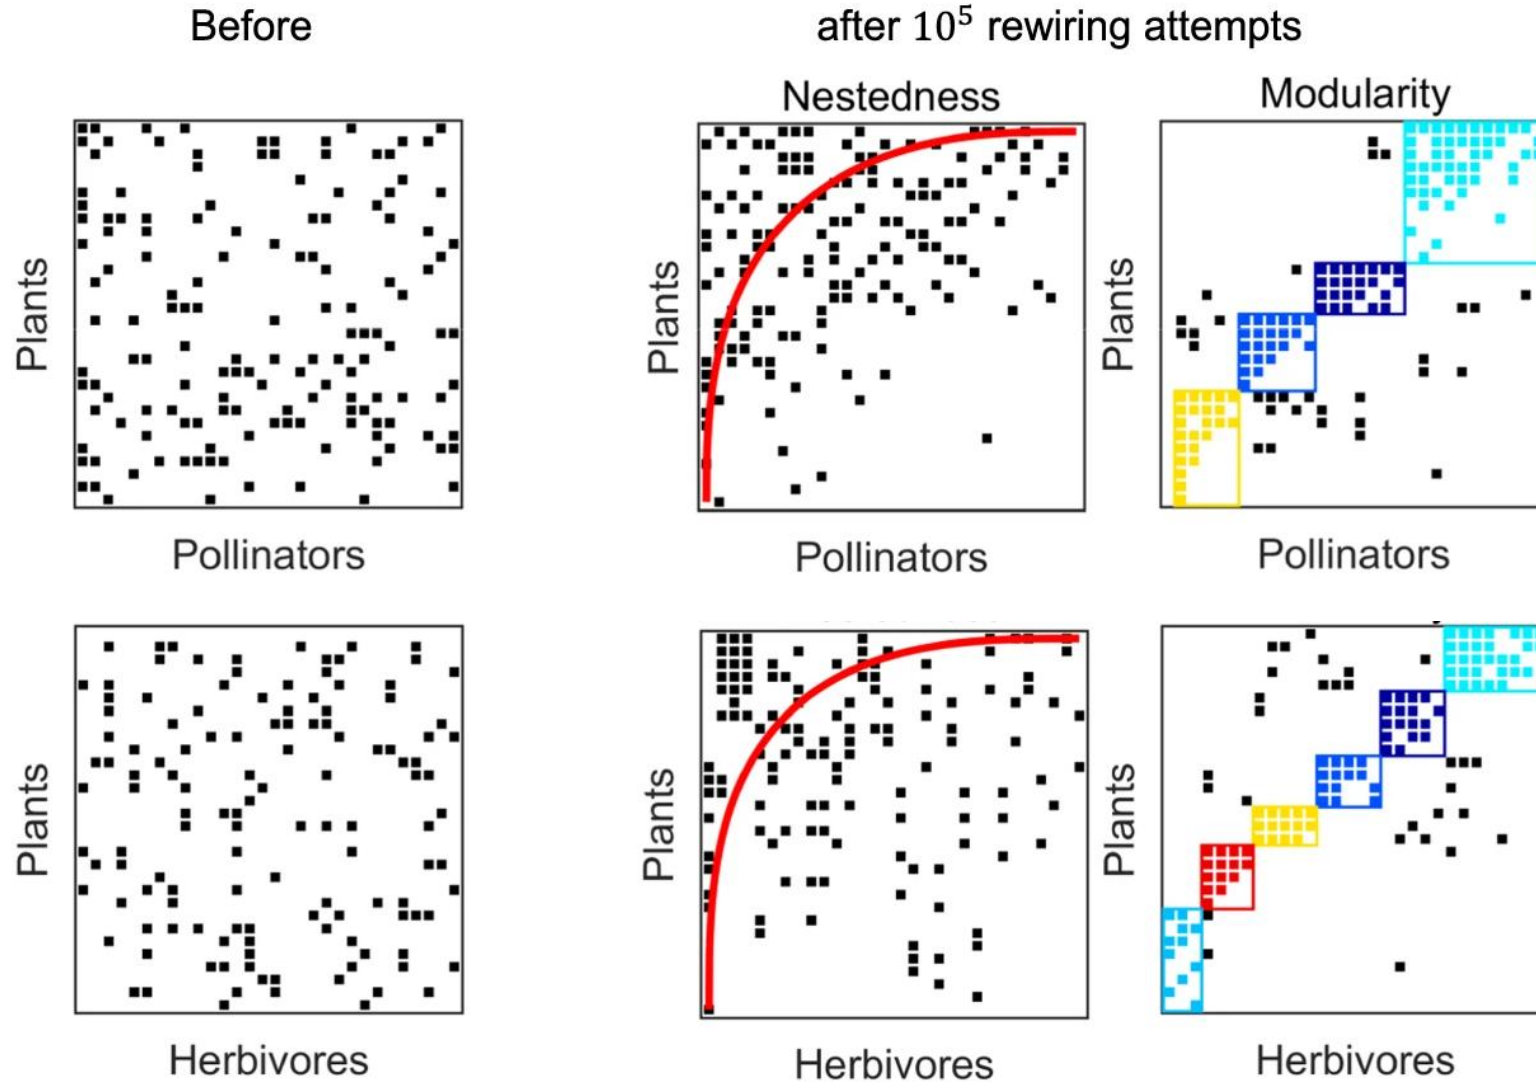 Before
after 10⁵ rewiring attempts
Nestedness
Modularity
Plants
Plants
Plants
Pollinators
Pollinators
Pollinators
Plants
Plants
Plants
Herbivores
Herbivores
Herbivores